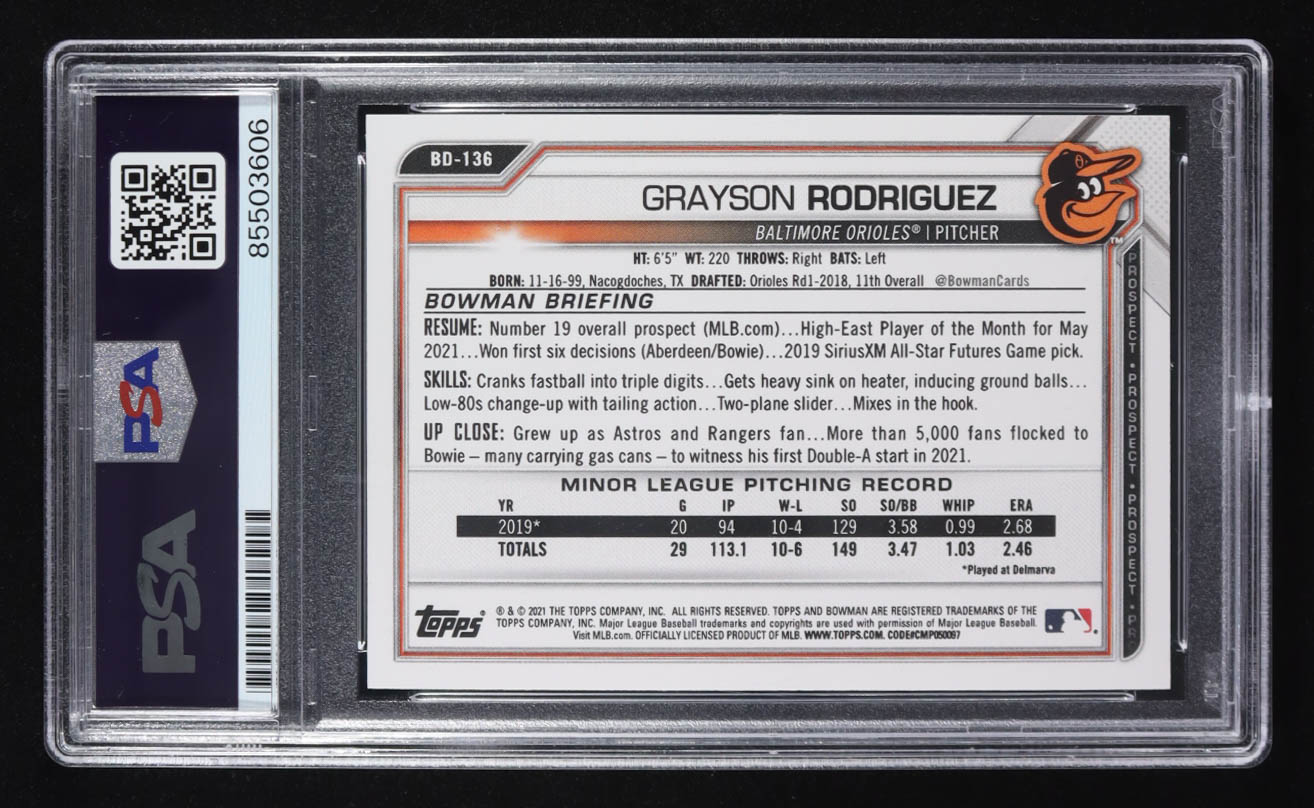 85503606
PSA
PSA
BD-136
GRAYSON RODRIGUEZ
BALTIMORE ORIOLES® | PITCHER
HT: 6'5" WT: 220 THROWS: Right BATS: Left
BORN: 11-16-99, Nacogdoches, TX DRAFTED: Orioles Rd1-2018, 11th Overall @BowmanCards
BOWMAN BRIEFING
RESUME: Number 19 overall prospect (MLB.com)...High-East Player of the Month for May
2021...Won first six decisions (Aberdeen/Bowie)...2019 SiriusXM All-Star Futures Game pick.
SKILLS: Cranks fastball into triple digits...Gets heavy sink on heater, inducing ground balls...
Low-80s change-up with tailing action...Two-plane slider...Mixes in the hook.
UP CLOSE: Grew up as Astros and Rangers fan...More than 5,000 fans flocked to
Bowie – many carrying gas cans – to witness his first Double-A start in 2021.
MINOR LEAGUE PITCHING RECORD
YR G IP W-L SO SO/BB WHIP ERA
2019* 20 94 10-4 129 3.58 0.99 2.68
TOTALS 29 113.1 10-6 149 3.47 1.03 2.46
*Played at Delmarva
Topps®
® & © 2021 THE TOPPS COMPANY, INC. ALL RIGHTS RESERVED. TOPPS AND BOWMAN ARE REGISTERED TRADEMARKS OF THE
TOPPS COMPANY, INC. Major League Baseball trademarks and copyrights are used with permission of Major League Baseball.
Visit MLB.com. OFFICIALLY LICENSED PRODUCT OF MLB. WWW.TOPPS.COM. CODE#CMP050097
TM
PROSPECT • PROSPECT • PROSPECT • PR